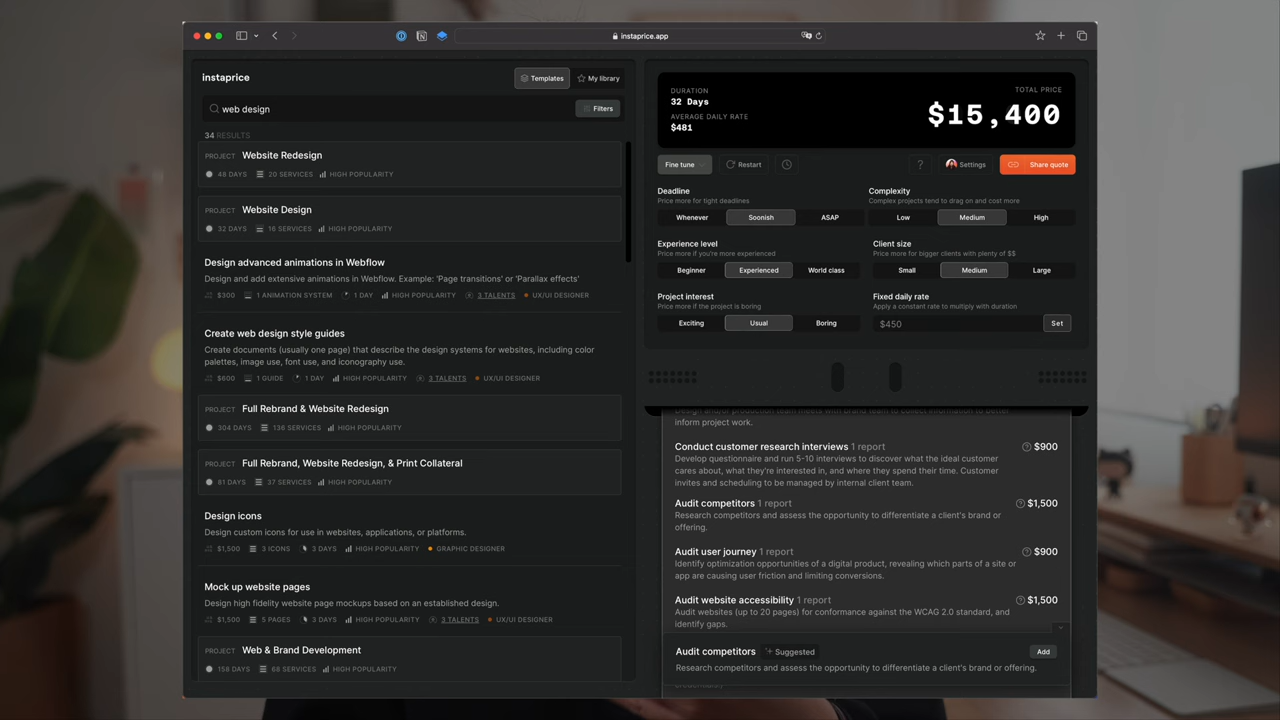 instaprice.app
instaprice
Templates
My library
web design
Filters
34 RESULTS
PROJECT Website Redesign
48 DAYS 20 SERVICES HIGH POPULARITY
PROJECT Website Design
32 DAYS 16 SERVICES HIGH POPULARITY
Design advanced animations in Webflow
Design and add extensive animations in Webflow. Example: 'Page transitions' or 'Parallax effects'
$300 1 ANIMATION SYSTEM 1 DAY HIGH POPULARITY 3 TALENTS UX/UI DESIGNER
Create web design style guides
Create documents (usually one page) that describe the design systems for websites, including color
palettes, image use, font use, and iconography use.
$600 1 GUIDE 1 DAY HIGH POPULARITY 3 TALENTS UX/UI DESIGNER
PROJECT Full Rebrand & Website Redesign
304 DAYS 136 SERVICES HIGH POPULARITY
PROJECT Full Rebrand, Website Redesign, & Print Collateral
81 DAYS 37 SERVICES HIGH POPULARITY
Design icons
Design custom icons for use in websites, applications, or platforms.
$1,500 3 ICONS 3 DAYS HIGH POPULARITY GRAPHIC DESIGNER
Mock up website pages
Design high fidelity website page mockups based on an established design.
$1,500 5 PAGES 3 DAYS HIGH POPULARITY 3 TALENTS UX/UI DESIGNER
PROJECT Web & Brand Development
158 DAYS 68 SERVICES HIGH POPULARITY
DURATION
32 Days
AVERAGE DAILY RATE
$481
TOTAL PRICE
$15,400
Fine tune
Restart
?
Settings
Share quote
Deadline
Price more for tight deadlines
Whenever Soonish ASAP
Complexity
Complex projects tend to drag on and cost more
Low Medium High
Experience level
Price more if you're more experienced
Beginner Experienced World class
Client size
Price more for bigger clients with plenty of $$
Small Medium Large
Project interest
Price more if the project is boring
Exciting Usual Boring
Fixed daily rate
Apply a constant rate to multiply with duration
$450 Set
Design and/or production team meets with brand team to collect information to better
inform project work.
Conduct customer research interviews 1 report ? $900
Develop questionnaire and run 5-10 interviews to discover what the ideal customer
cares about, what they're interested in, and where they spend their time. Customer
invites and scheduling to be managed by internal client team.
Audit competitors 1 report ? $1,500
Research competitors and assess the opportunity to differentiate a client's brand or
offering.
Audit user journey 1 report ? $900
Identify optimization opportunities of a digital product, revealing which parts of a site or
app are causing user friction and limiting conversions.
Audit website accessibility 1 report ? $1,500
Audit websites (up to 20 pages) for conformance against the WCAG 2.0 standard, and
identify gaps.
Audit competitors Suggested Add
Research competitors and assess the opportunity to differentiate a client's brand or offering.